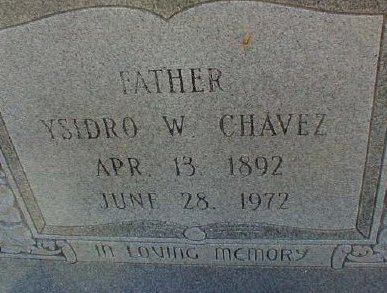 FATHER
YSIDRO W. CHAVEZ
APR. 13 1892
JUNE 28, 1972
IN LOVING MEMORY